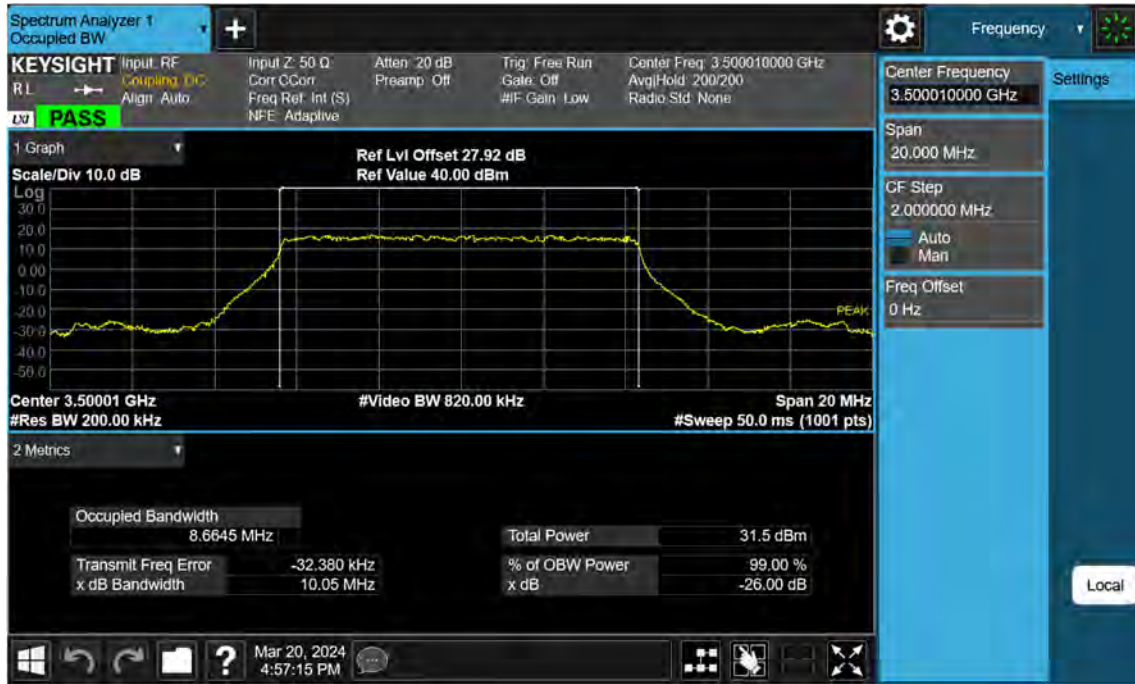 Spectrum Analyzer 1
Occupied BW
+
Frequency
KEYSIGHT
RL
LXI PASS
Input: RF
Coupling: DC
Align: Auto
Input Z: 50 Ω
Corr CCorr
Freq Ref: Int (S)
NFE: Adaptive
Atten: 20 dB
Preamp: Off
Trig: Free Run
Gate: Off
#IF Gain: Low
Center Freq: 3.500010000 GHz
Avg|Hold: 200/200
Radio Std: None
Center Frequency
3.500010000 GHz
Settings
Span
20.000 MHz
CF Step
2.000000 MHz
Auto
Man
Freq Offset
0 Hz
1 Graph
Scale/Div 10.0 dB
Ref Lvl Offset 27.92 dB
Ref Value 40.00 dBm
Log
30.0
20.0
10.0
0.00
-10.0
-20.0
-30.0
-40.0
-50.0
PEAK
Center 3.50001 GHz
#Video BW 820.00 kHz
Span 20 MHz
#Res BW 200.00 kHz
#Sweep 50.0 ms (1001 pts)
2 Metrics
Occupied Bandwidth
8.6645 MHz
Total Power 31.5 dBm
Transmit Freq Error -32.380 kHz
% of OBW Power 99.00 %
x dB Bandwidth 10.05 MHz
x dB -26.00 dB
Local
?
Mar 20, 2024
4:57:15 PM